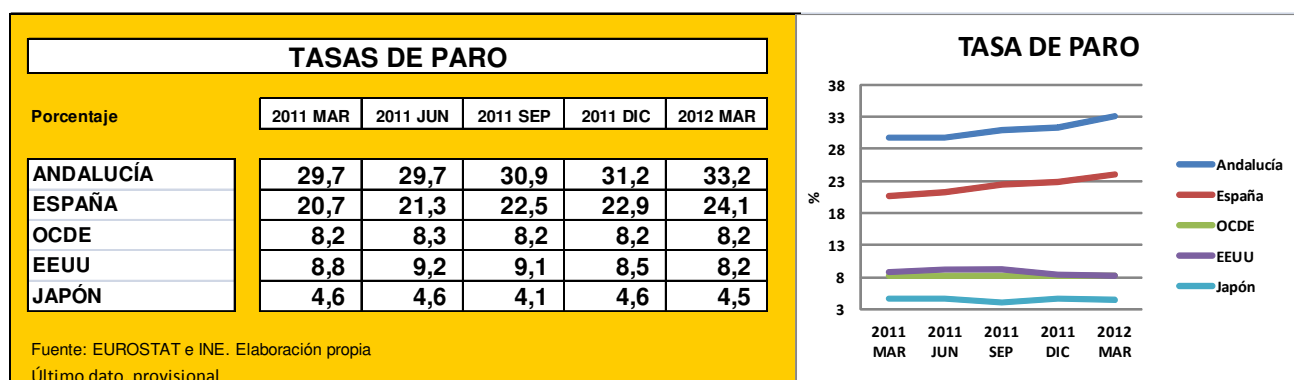 TASAS DE PARO
Porcentaje 2011 MAR 2011 JUN 2011 SEP 2011 DIC 2012 MAR
ANDALUCÍA 29,7 29,7 30,9 31,2 33,2
ESPAÑA 20,7 21,3 22,5 22,9 24,1
OCDE 8,2 8,3 8,2 8,2 8,2
EEUU 8,8 9,2 9,1 8,5 8,2
JAPÓN 4,6 4,6 4,1 4,6 4,5
Fuente: EUROSTAT e INE. Elaboración propia
Último dato, provisional
TASA DE PARO
38
33
28
23
18
13
8
3
%
2011 MAR 2011 JUN 2011 SEP 2011 DIC 2012 MAR
Andalucía
España
OCDE
EEUU
Japón